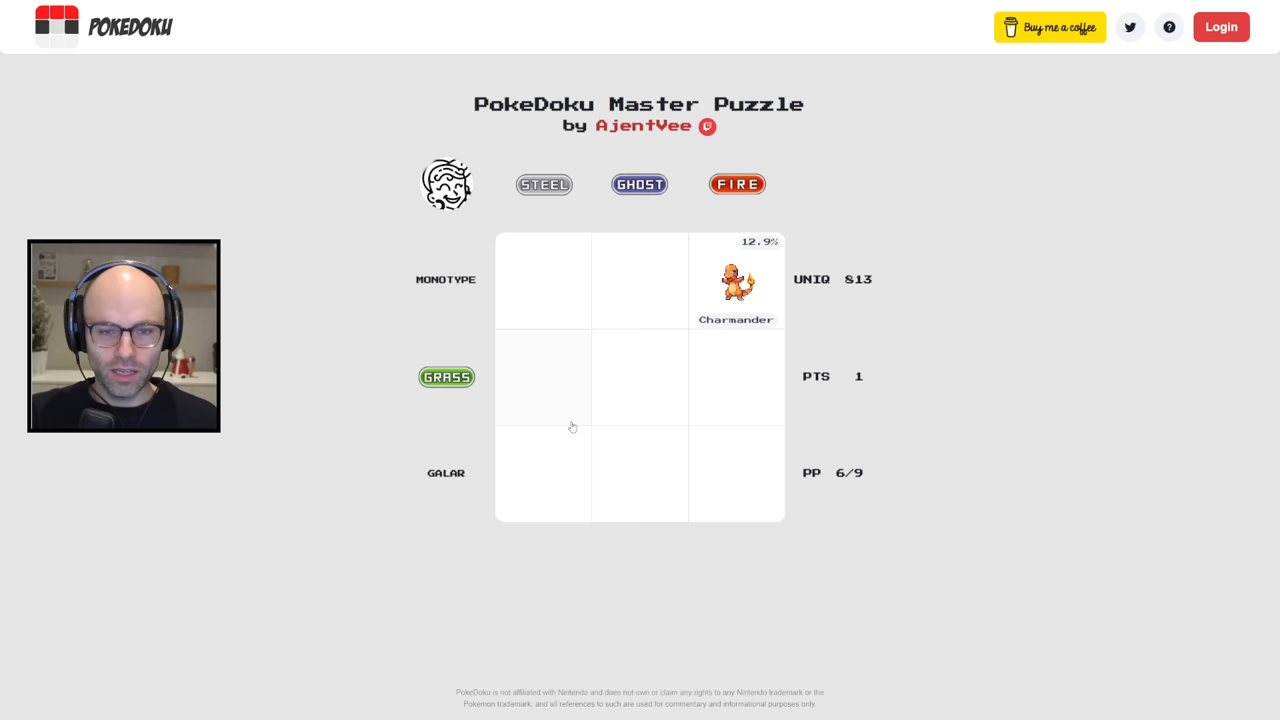 POKEDOKU
Buy me a coffee
Login
PokeDoku Master Puzzle
by AjentVee
STEEL
GHOST
FIRE
12.9%
MONOTYPE
UNIQ 813
Charmander
GRASS
PTS 1
GALAR
PP 6/9
PokeDoku is not affiliated with Nintendo and does not own or claim any rights to any Nintendo trademark or the
Pokémon trademark, and all references to such are used for commentary and informational purposes only.